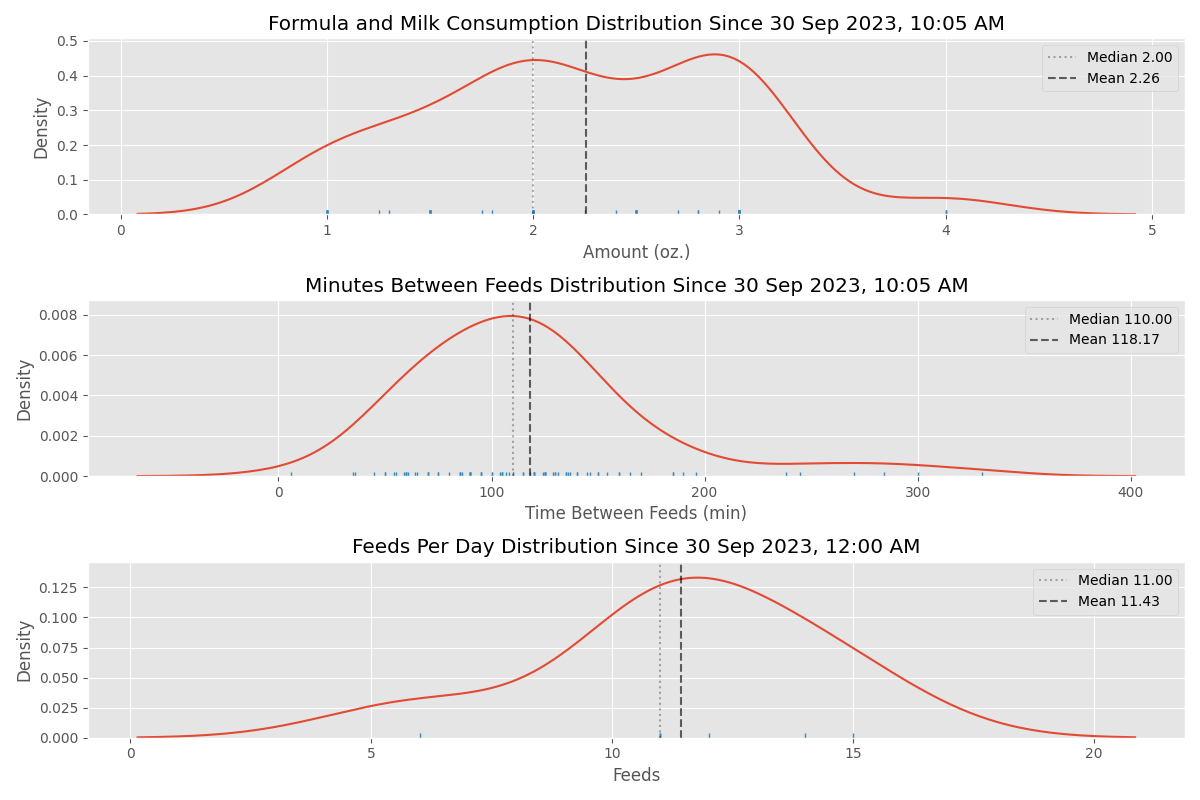 Formula and Milk Consumption Distribution Since 30 Sep 2023, 10:05 AM
Density
0.5
0.4
0.3
0.2
0.1
0.0
Median 2.00
Mean 2.26
0 1 2 3 4 5
Amount (oz.)
Minutes Between Feeds Distribution Since 30 Sep 2023, 10:05 AM
Density
0.008
0.006
0.004
0.002
0.000
Median 110.00
Mean 118.17
0 100 200 300 400
Time Between Feeds (min)
Feeds Per Day Distribution Since 30 Sep 2023, 12:00 AM
Density
0.125
0.100
0.075
0.050
0.025
0.000
Median 11.00
Mean 11.43
0 5 10 15 20
Feeds